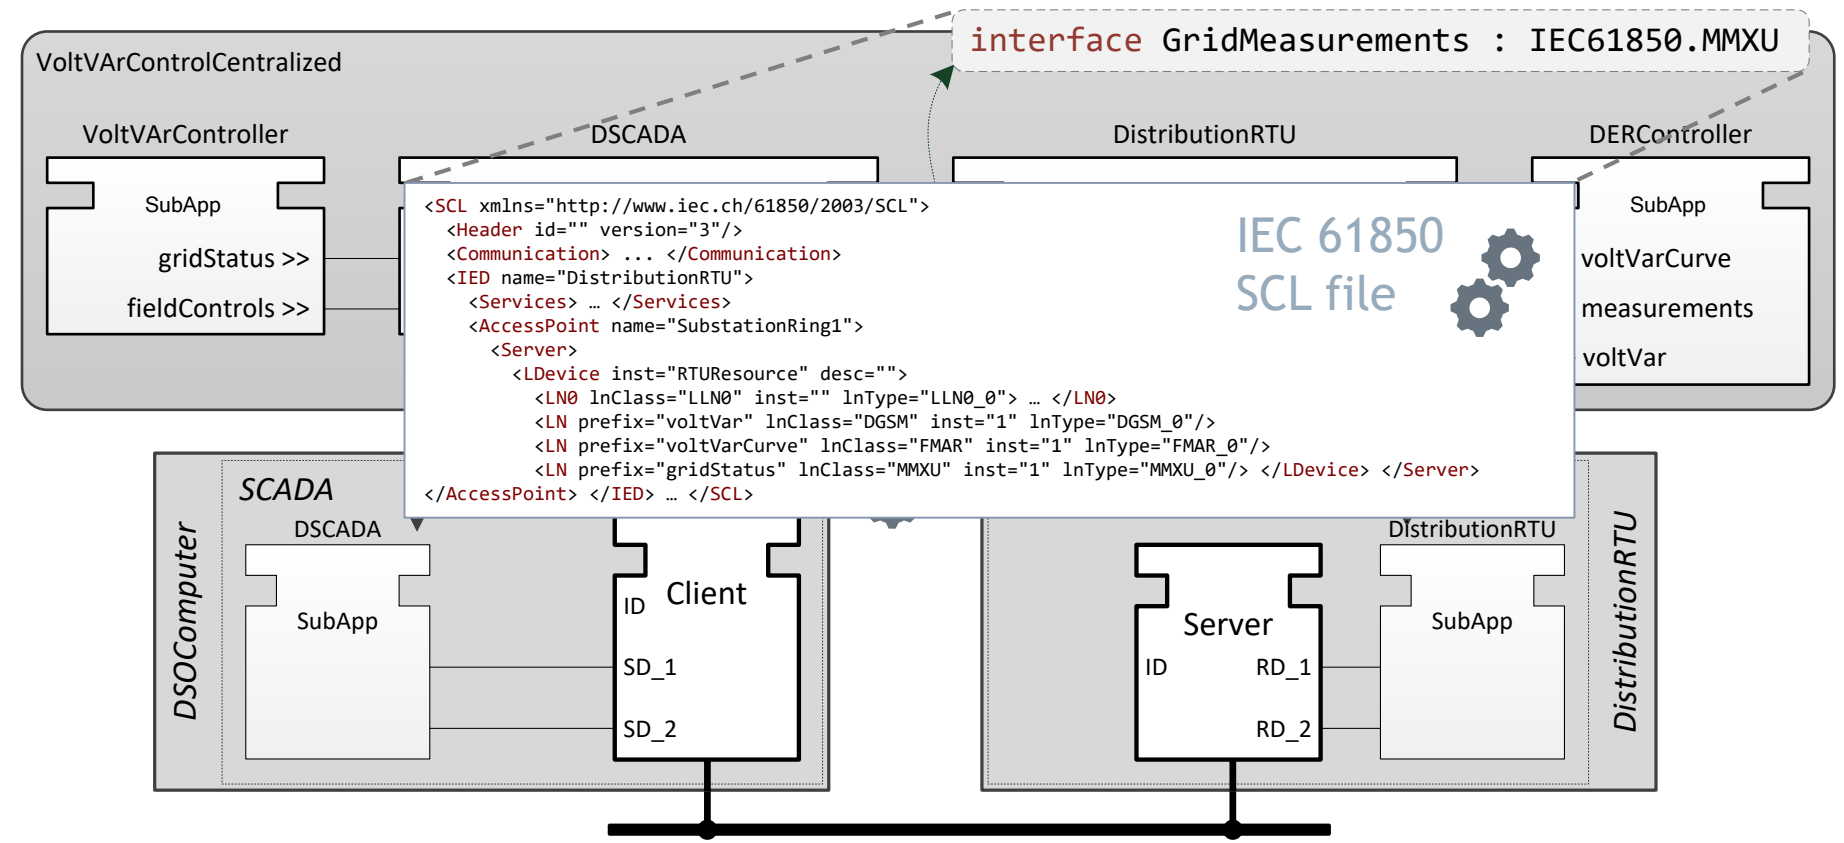 interface GridMeasurements : IEC61850.MMXU
VoltVArControlCentralized
VoltVArController
DSCADA
DistributionRTU
DERController
SubApp
gridStatus >>
fieldControls >>
<SCL xmlns="http://www.iec.ch/61850/2003/SCL">
<Header id="" version="3"/>
<Communication> ... </Communication>
<IED name="DistributionRTU">
<Services> … </Services>
<AccessPoint name="SubstationRing1">
<Server>
<LDevice inst="RTUResource" desc="">
<LN0 lnClass="LLN0" inst="" lnType="LLN0_0"> … </LN0>
<LN prefix="voltVar" lnClass="DGSM" inst="1" lnType="DGSM_0"/>
<LN prefix="voltVarCurve" lnClass="FMAR" inst="1" lnType="FMAR_0"/>
<LN prefix="gridStatus" lnClass="MMXU" inst="1" lnType="MMXU_0"/> </LDevice> </Server>
</AccessPoint> </IED> … </SCL>
IEC 61850
SCL file
SubApp
voltVarCurve
measurements
voltVar
DSOComputer
SCADA
DSCADA
SubApp
Client
ID
SD_1
SD_2
Server
ID
RD_1
RD_2
DistributionRTU
SubApp
DistributionRTU